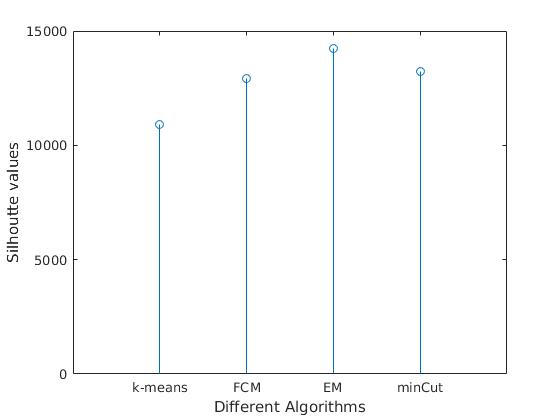 15000
10000
5000
0
Silhoutte values
k-means FCM EM minCut
Different Algorithms